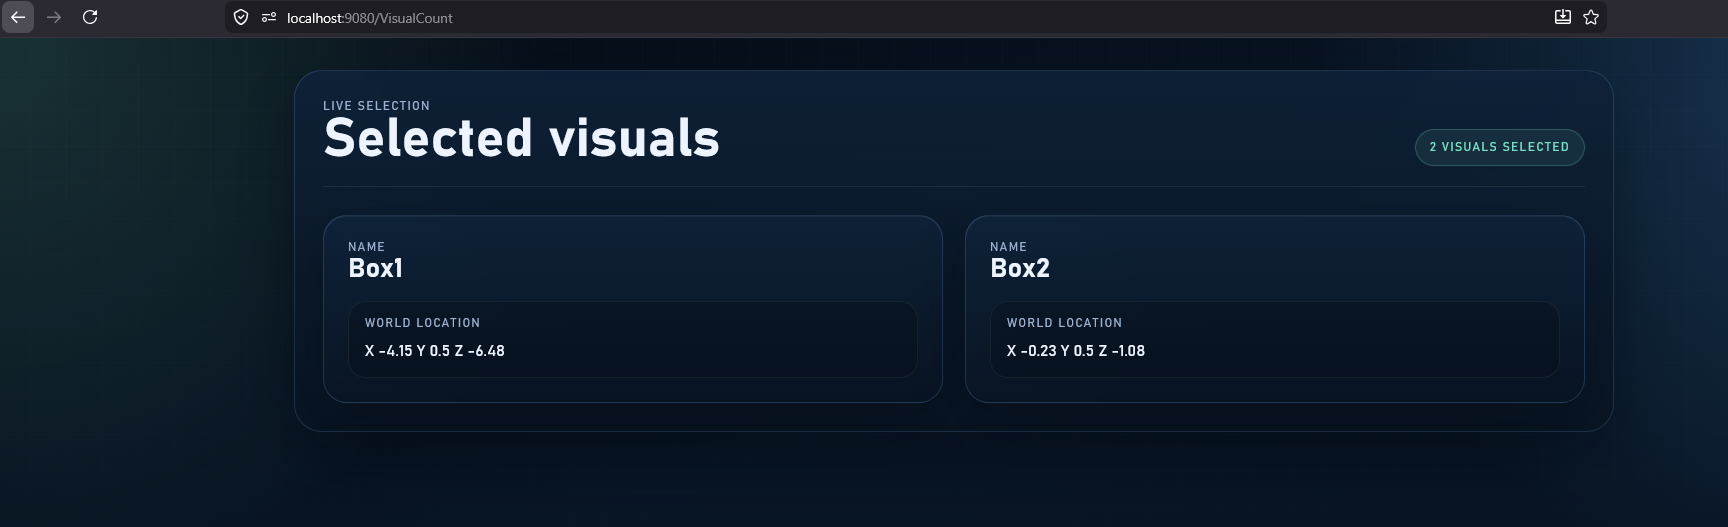 localhost:9080/VisualCount
LIVE SELECTION
Selected visuals
2 VISUALS SELECTED
NAME
Box1
WORLD LOCATION
X -4.15 Y 0.5 Z -6.48
NAME
Box2
WORLD LOCATION
X -0.23 Y 0.5 Z -1.08